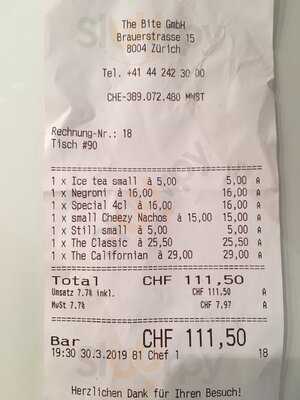 The Bite GmbH
Brauerstrasse 15
8004 Zürich
Tel. +41 44 242 30 00
CHE-389.072.480 MWST
Rechnung-Nr.: 18
Tisch #90
1 x Ice tea small à 5,00 5,00 A
1 x Negroni à 16,00 16,00 A
1 x Special 4cl à 16,00 16,00 A
1 x small Cheezy Nachos à 15,00 15,00 A
1 x Still small à 5,00 5,00 A
1 x The Classic à 25,50 25,50 A
1 x The Californian à 29,00 29,00 A
Total CHF 111,50
Umsatz 7.7% inkl. CHF 111,50 A
MwSt 7.7% CHF 7,97 A
Bar CHF 111,50
19:30 30.3.2019 81 Chef 1 18
Herzlichen Dank für Ihren Besuch!